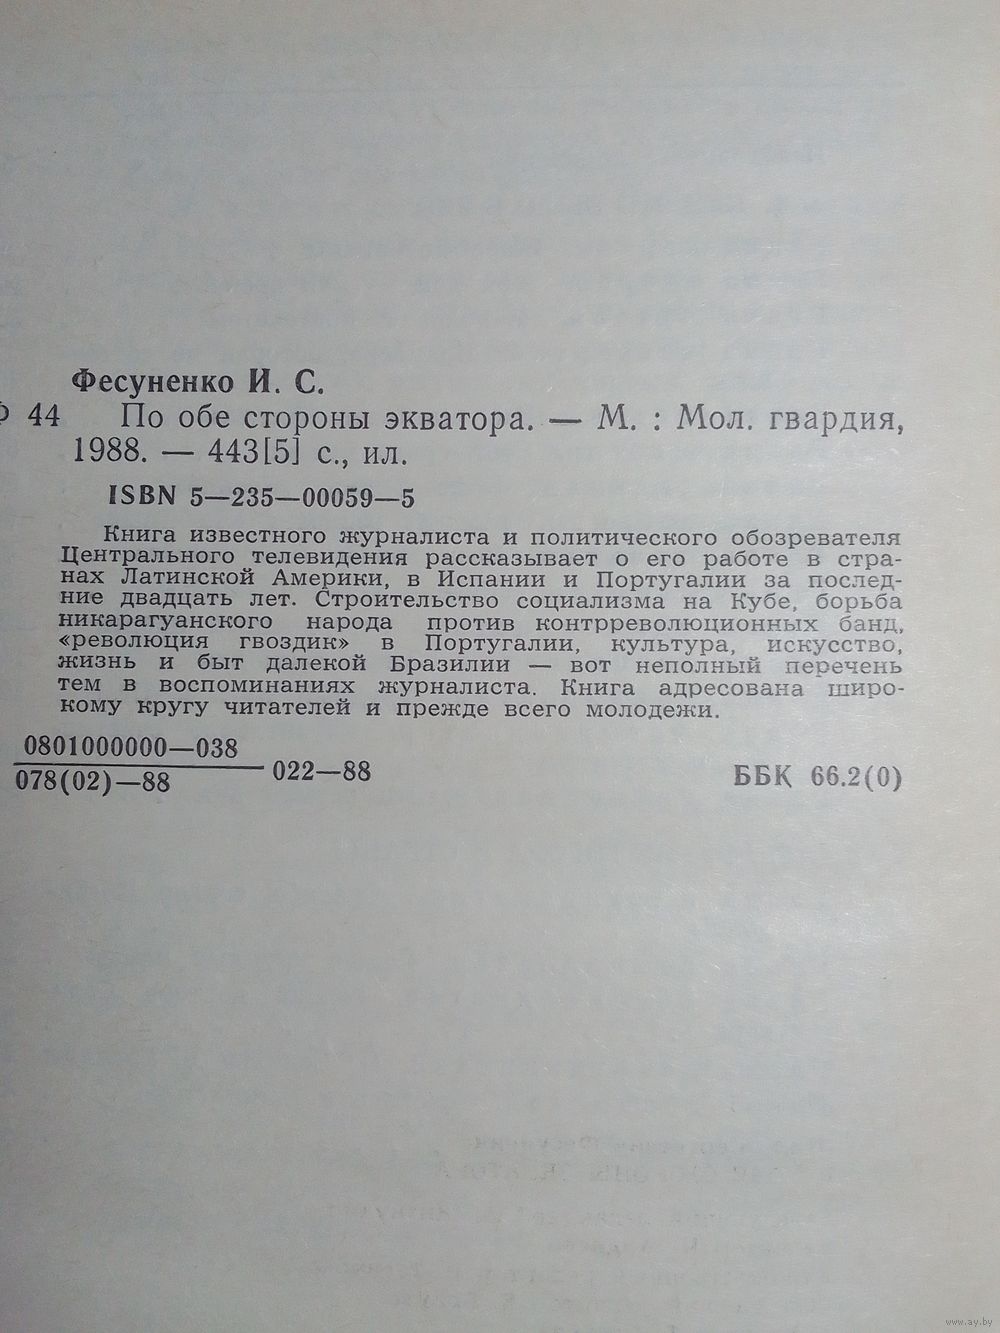 Фесуненко И. С.
Ф 44 По обе стороны экватора. — М. : Мол. гвардия,
1988. — 443[5] с., ил.
ISBN 5—235—00059—5
Книга известного журналиста и политического обозревателя
Центрального телевидения рассказывает о его работе в стра-
нах Латинской Америки, в Испании и Португалии за послед-
ние двадцать лет. Строительство социализма на Кубе, борьба
никарагуанского народа против контрреволюционных банд,
«революция гвоздик» в Португалии, культура, искусство,
жизнь и быт далекой Бразилии — вот неполный перечень
тем в воспоминаниях журналиста. Книга адресована широ-
кому кругу читателей и прежде всего молодежи.
0801000000—038
078(02)—88
022—88
ББК 66.2(0)
www.ay.by